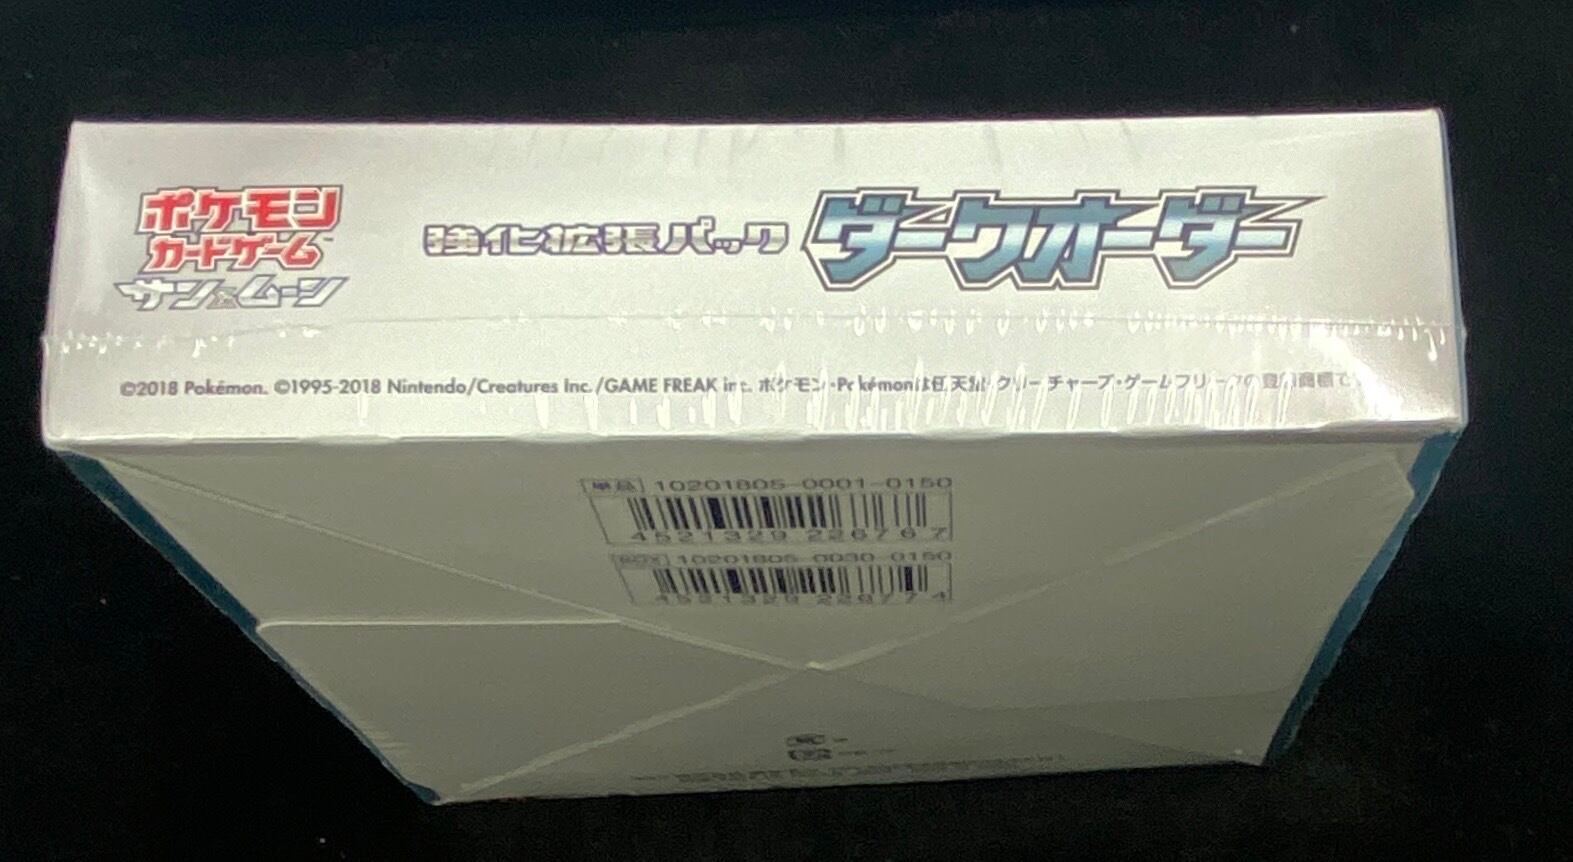 ポケモン
カードゲーム
サン&ムーン
強化拡張パック ダークオーダー
©2018 Pokémon. ©1995-2018 Nintendo/Creatures Inc./GAME FREAK inc. ポケモン・Pokémonは任天堂・クリーチャーズ・ゲームフリークの登録商標で
単品 10201805-0001-0150
4521329 226767
BOX 10201805-0030-0150
4521329 226774